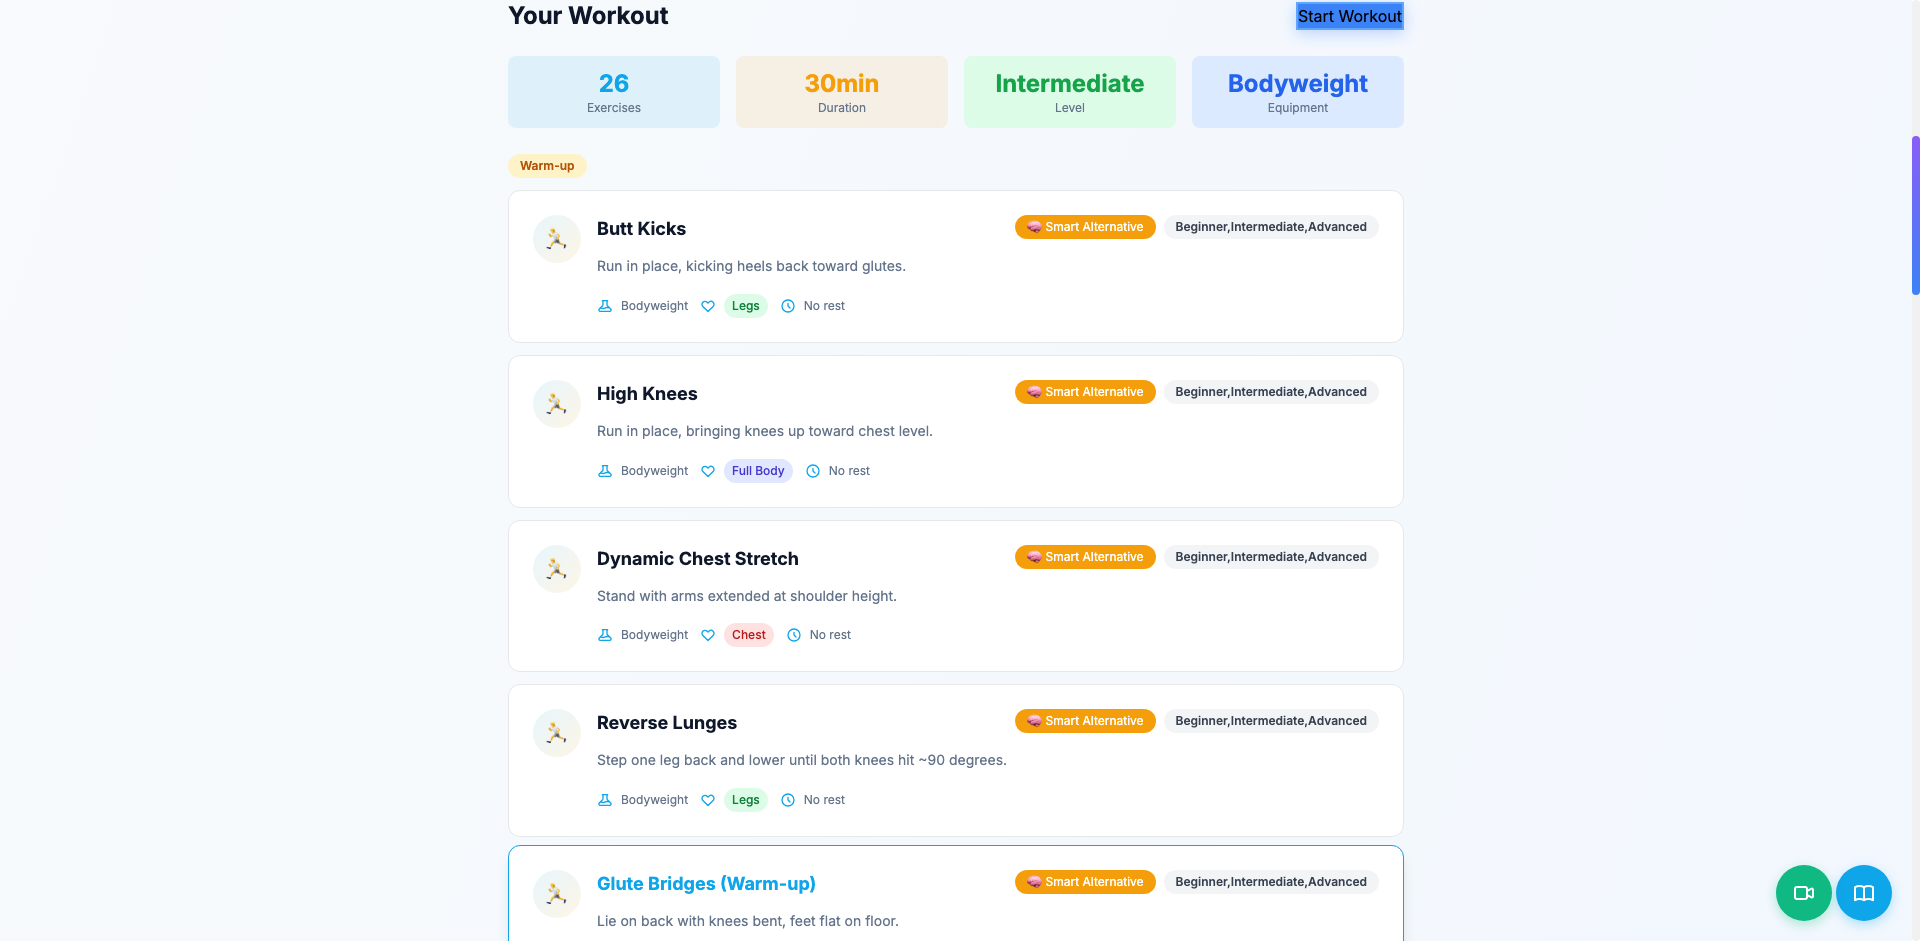 Your Workout
Start Workout
26
Exercises
30min
Duration
Intermediate
Level
Bodyweight
Equipment
Warm-up
Butt Kicks
Smart Alternative
Beginner,Intermediate,Advanced
Run in place, kicking heels back toward glutes.
Bodyweight Legs No rest
High Knees
Smart Alternative
Beginner,Intermediate,Advanced
Run in place, bringing knees up toward chest level.
Bodyweight Full Body No rest
Dynamic Chest Stretch
Smart Alternative
Beginner,Intermediate,Advanced
Stand with arms extended at shoulder height.
Bodyweight Chest No rest
Reverse Lunges
Smart Alternative
Beginner,Intermediate,Advanced
Step one leg back and lower until both knees hit ~90 degrees.
Bodyweight Legs No rest
Glute Bridges (Warm-up)
Smart Alternative
Beginner,Intermediate,Advanced
Lie on back with knees bent, feet flat on floor.